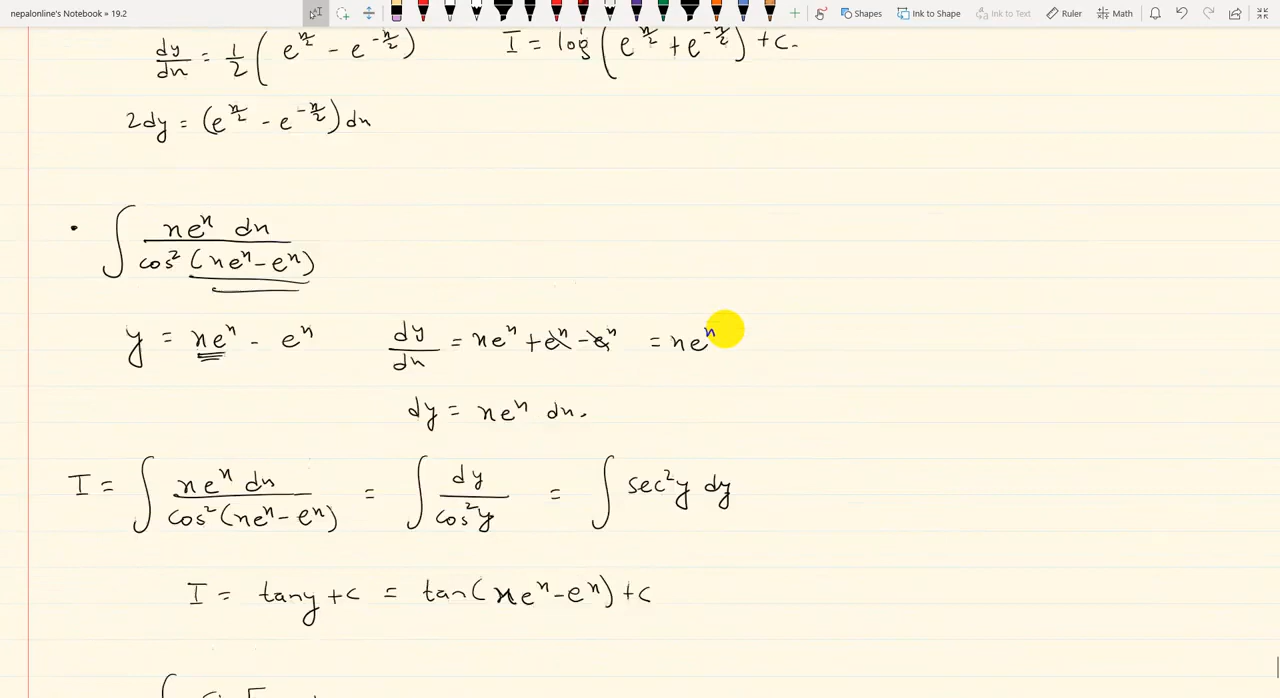 nepalonline's Notebook » 19.2
Shapes Ink to Shape Ink to Text Ruler Math
dy/dx = 1/2 (e^{x/2} - e^{-x/2}) I = log(e^{x/2} + e^{-x/2}) + c.
2dy = (e^{x/2} - e^{-x/2}) dx
• ∫ xe^x dx / cos² (xe^x - e^x)
y = xe^x - e^x dy/dx = xe^x + e^x - e^x = xe^x
dy = xe^x dx.
I = ∫ xe^x dx / cos² (xe^x - e^x) = ∫ dy / cos²y = ∫ sec²y dy
I = tany + c = tan(xe^x - e^x) + c